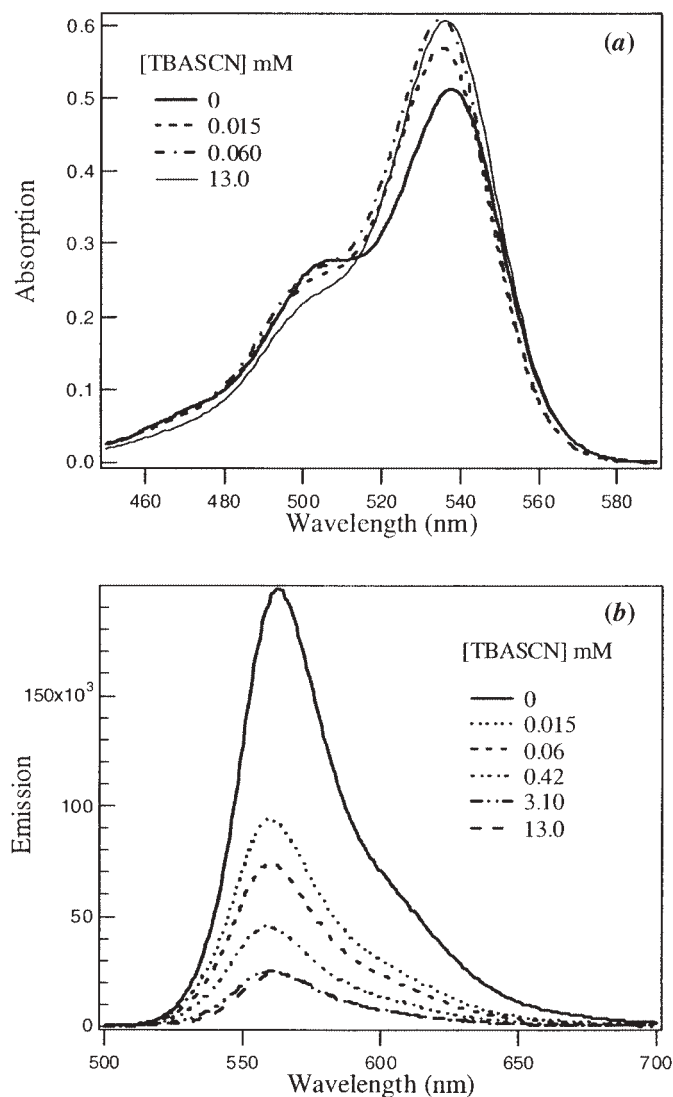 (a)
[TBASCN] mM
0
0.015
0.060
13.0
0.6
0.5
0.4
0.3
0.2
0.1
0.0
Absorption
460 480 500 520 540 560 580
Wavelength (nm)
(b)
[TBASCN] mM
0
0.015
0.06
0.42
3.10
13.0
150x10³
100
50
0
Emission
500 550 600 650 700
Wavelength (nm)